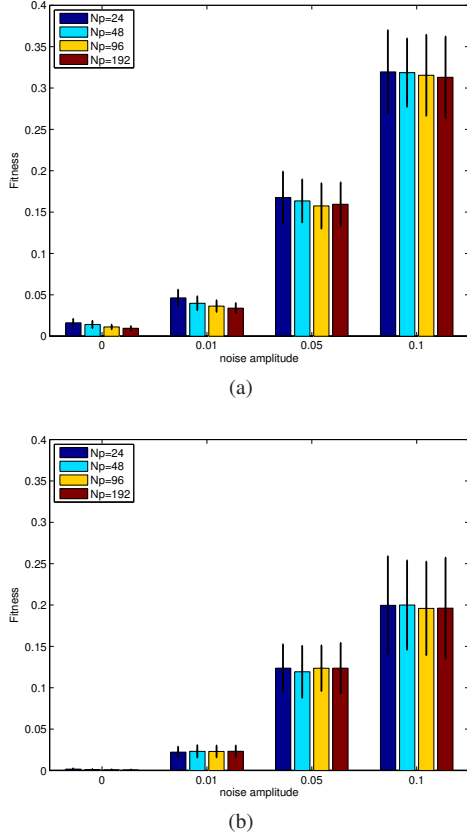 0.4
Np=24
Np=48
Np=96
Np=192
0.35
0.3
0.25
Fitness
0.2
0.15
0.1
0.05
0
0 0.01 0.05 0.1
noise amplitude
(a)
0.4
Np=24
Np=48
Np=96
Np=192
0.35
0.3
0.25
Fitness
0.2
0.15
0.1
0.05
0
0 0.01 0.05 0.1
noise amplitude
(b)